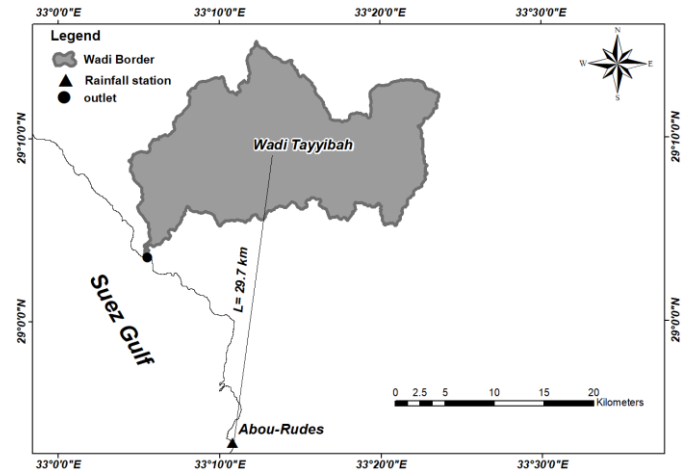 33°0'0"E 33°10'0"E 33°20'0"E 33°30'0"E
Legend
Wadi Border
Rainfall station
outlet
N
W E
S
29°10'0"N
29°10'0"N
Wadi Tayyibah
L= 29.7 km
Suez Gulf
29°0'0"N
29°0'0"N
0 2.5 5 10 15 20
Kilometers
Abou-Rudes
33°0'0"E 33°10'0"E 33°20'0"E 33°30'0"E